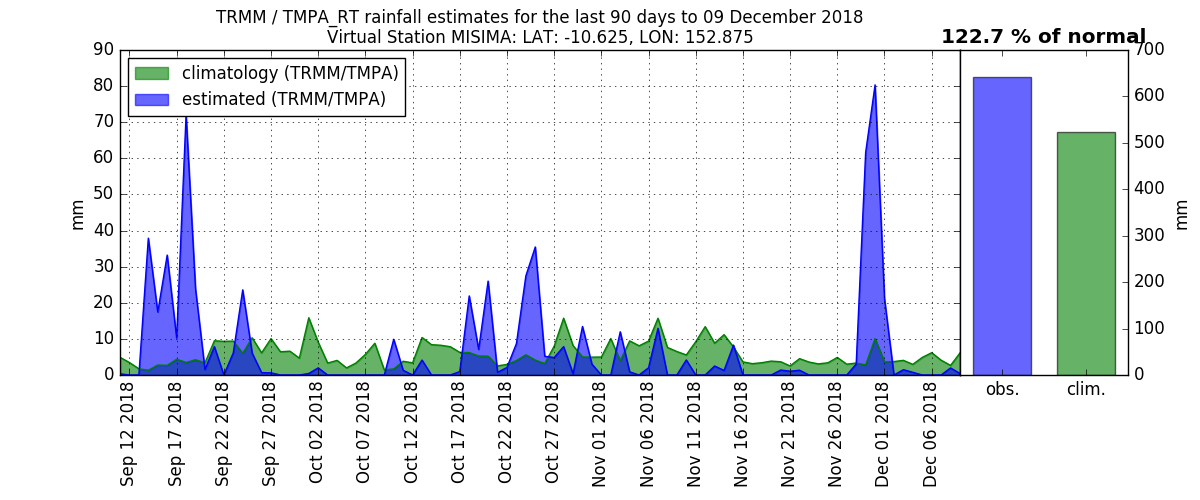 TRMM / TMPA_RT rainfall estimates for the last 90 days to 09 December 2018
Virtual Station MISIMA: LAT: -10.625, LON: 152.875
122.7 % of normal
climatology (TRMM/TMPA)
estimated (TRMM/TMPA)
90
80
70
60
50
40
30
20
10
0
mm
Sep 12 2018
Sep 17 2018
Sep 22 2018
Sep 27 2018
Oct 02 2018
Oct 07 2018
Oct 12 2018
Oct 17 2018
Oct 22 2018
Oct 27 2018
Nov 01 2018
Nov 06 2018
Nov 11 2018
Nov 16 2018
Nov 21 2018
Nov 26 2018
Dec 01 2018
Dec 06 2018
obs.
clim.
700
600
500
400
300
200
100
0
mm